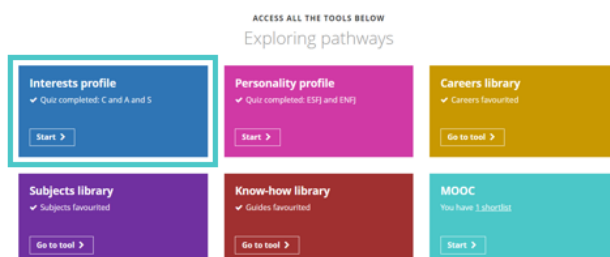 ACCESS ALL THE TOOLS BELOW
Exploring pathways
Interests profile
✓ Quiz completed: C and A and S
Start >
Personality profile
✓ Quiz completed: ESFJ and ENFJ
Start >
Careers library
✓ Careers favourited
Go to tool >
Subjects library
✓ Subjects favourited
Go to tool >
Know-how library
✓ Guides favourited
Go to tool >
MOOC
You have 1 shortlist
Start >